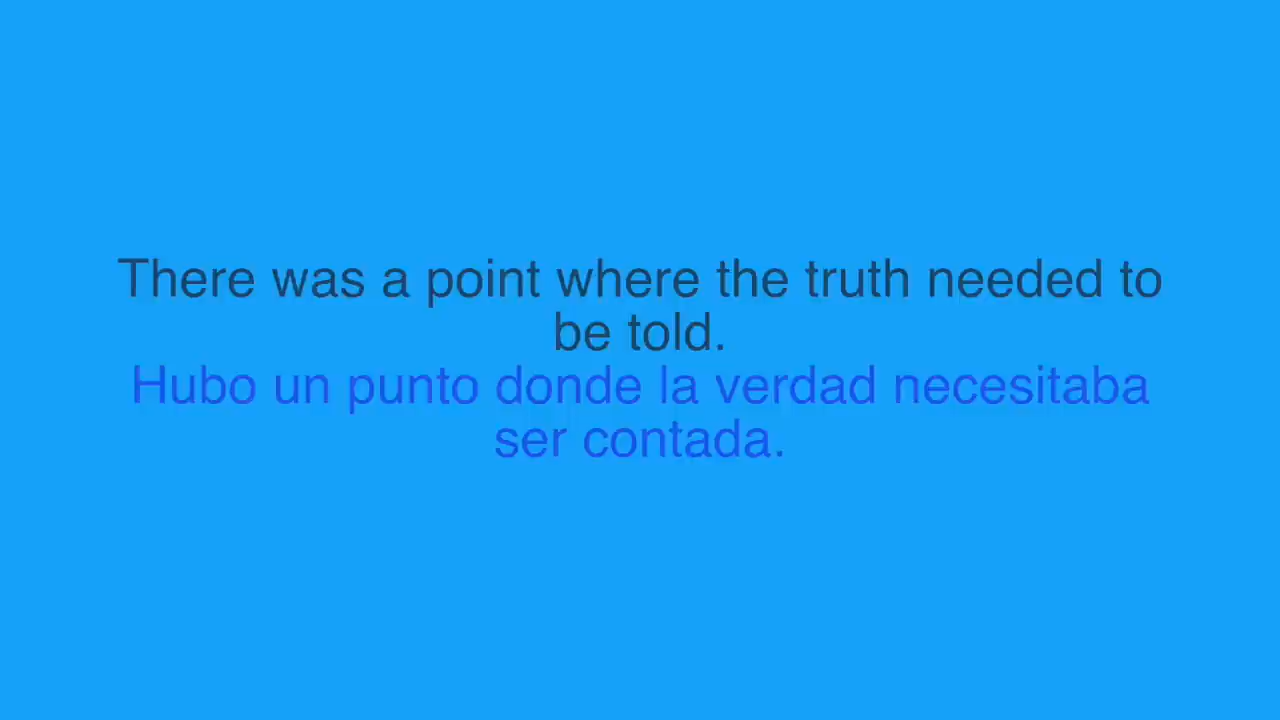 There was a point where the truth needed to
be told.
Hubo un punto donde la verdad necesitaba
ser contada.